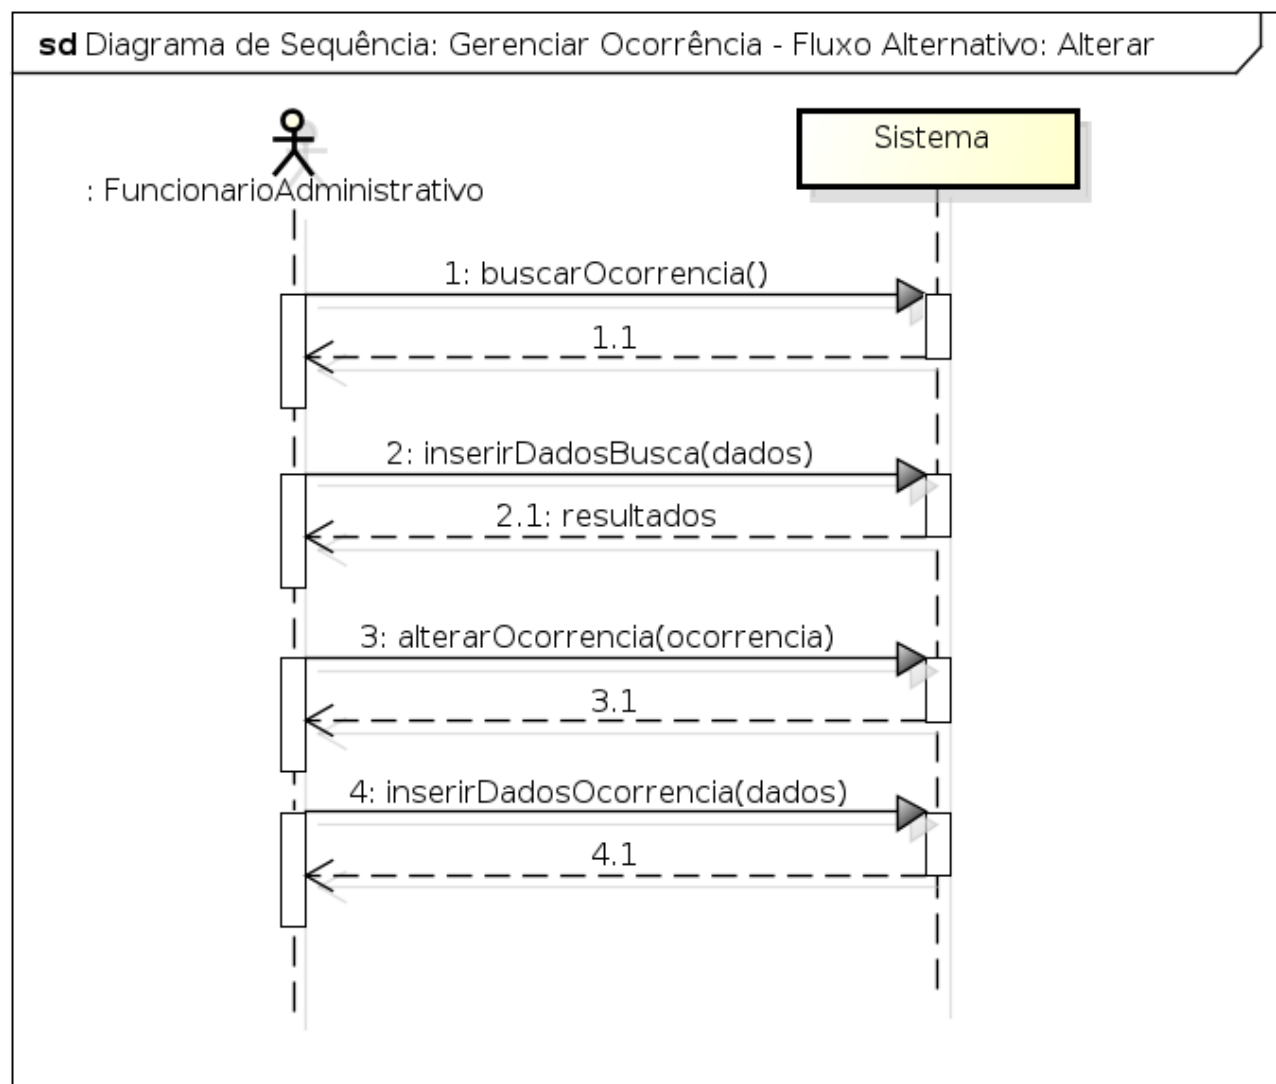 sd Diagrama de Sequência: Gerenciar Ocorrência - Fluxo Alternativo: Alterar
Sistema
: FuncionarioAdministrativo
1: buscarOcorrencia()
1.1
2: inserirDadosBusca(dados)
2.1: resultados
3: alterarOcorrencia(ocorrencia)
3.1
4: inserirDadosOcorrencia(dados)
4.1